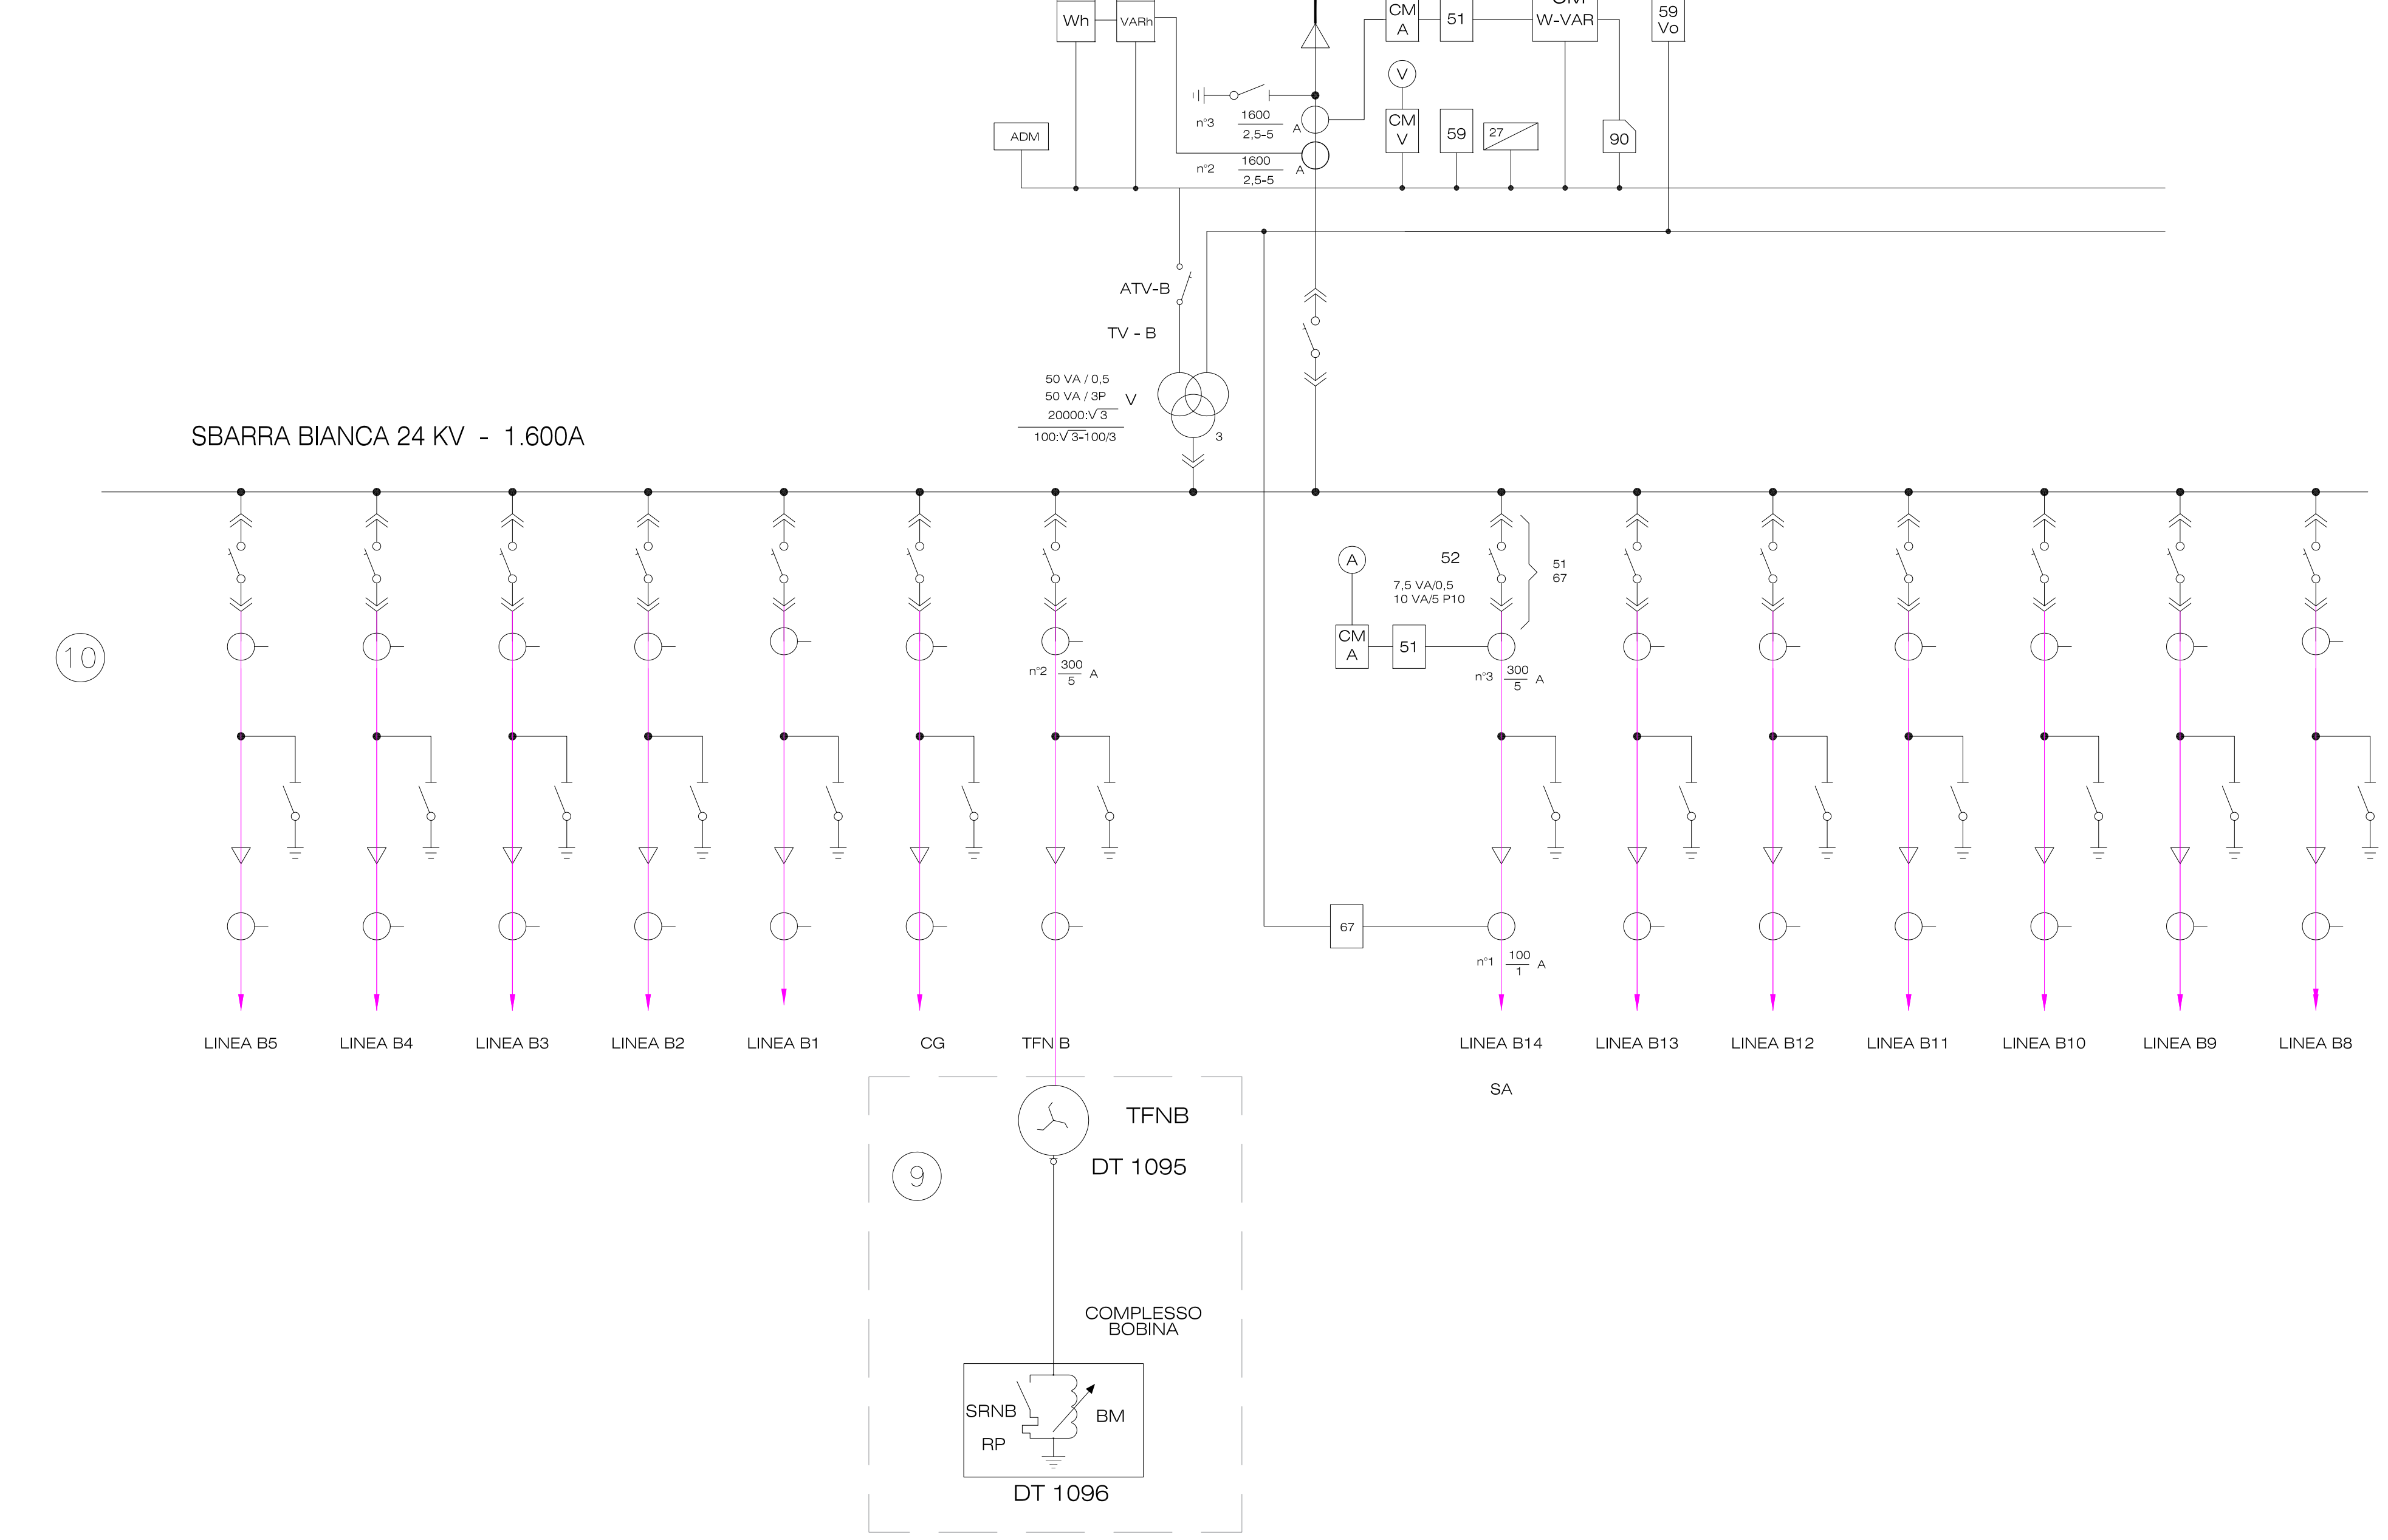 Wh
VARh
CM
A
51
CM
W-VAR
59
Vo
V
n°3
1600
2,5-5
A
CM
V
59
27
90
ADM
n°2
1600
2,5-5
A
ATV-B
TV - B
50 VA / 0,5
50 VA / 3P
20000:√3
V
100:√3-100/3
3
SBARRA BIANCA 24 KV - 1.600A
A
52
7,5 VA/0,5
10 VA/5 P10
51
67
CM
A
51
10
n°2
300
5
A
n°3
300
5
A
67
n°1
100
1
A
LINEA B5
LINEA B4
LINEA B3
LINEA B2
LINEA B1
CG
TFN B
LINEA B14
LINEA B13
LINEA B12
LINEA B11
LINEA B10
LINEA B9
LINEA B8
SA
TFNB
DT 1095
9
COMPLESSO
BOBINA
SRNB
BM
RP
DT 1096